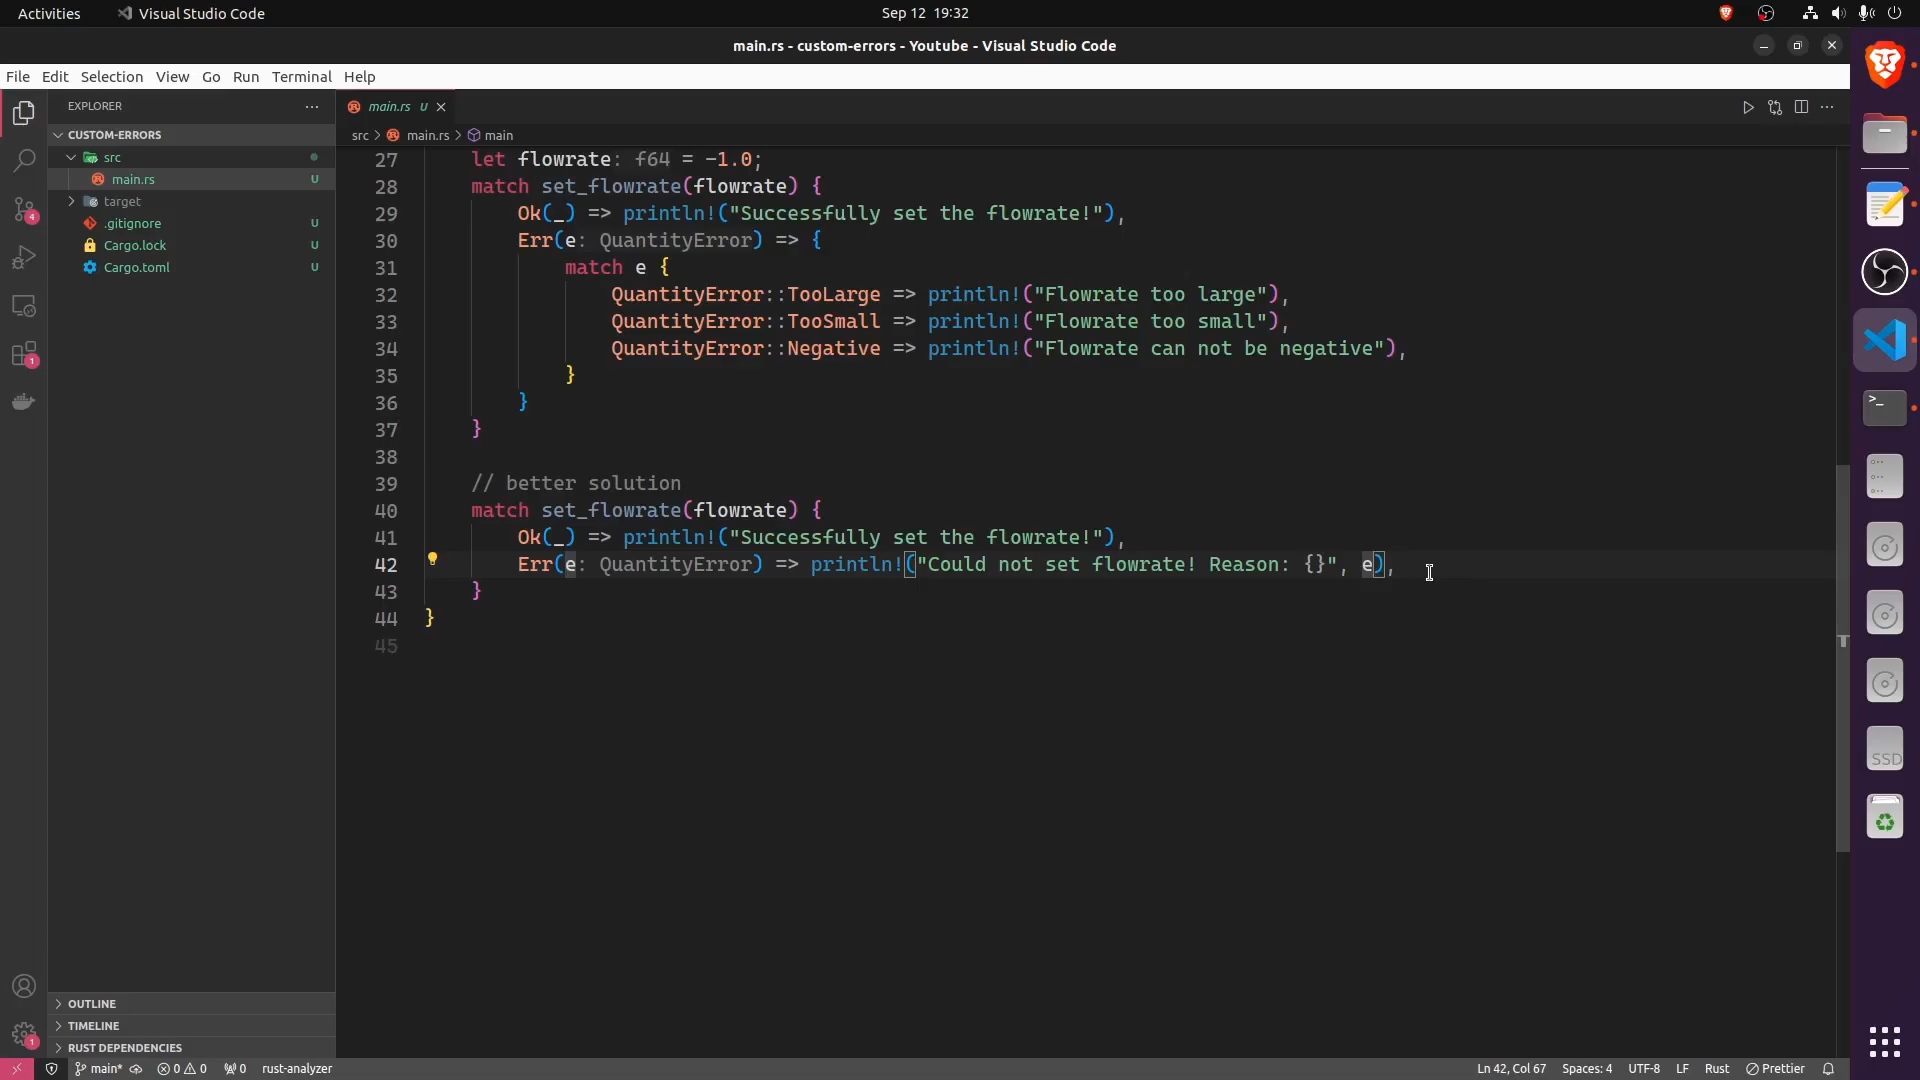 Activities
Visual Studio Code
Sep 12 19:32
main.rs - custom-errors - Youtube - Visual Studio Code
File Edit Selection View Go Run Terminal Help
EXPLORER
CUSTOM-ERRORS
src
main.rs U
target
.gitignore U
Cargo.lock U
Cargo.toml U
4
1
OUTLINE
TIMELINE
RUST DEPENDENCIES
1
main.rs U
src > main.rs > main
27 let flowrate: f64 = -1.0;
28 match set_flowrate(flowrate) {
29 Ok(_) => println!("Successfully set the flowrate!"),
30 Err(e: QuantityError) => {
31 match e {
32 QuantityError::TooLarge => println!("Flowrate too large"),
33 QuantityError::TooSmall => println!("Flowrate too small"),
34 QuantityError::Negative => println!("Flowrate can not be negative"),
35 }
36 }
37 }
38
39 // better solution
40 match set_flowrate(flowrate) {
41 Ok(_) => println!("Successfully set the flowrate!"),
42 Err(e: QuantityError) => println!("Could not set flowrate! Reason: {}", e),
43 }
44 }
45
SSD
main* 0 0 0 rust-analyzer
Ln 42, Col 67 Spaces: 4 UTF-8 LF Rust Prettier